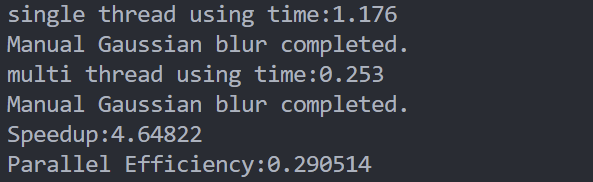 single thread using time:1.176
Manual Gaussian blur completed.
multi thread using time:0.253
Manual Gaussian blur completed.
Speedup:4.64822
Parallel Efficiency:0.290514